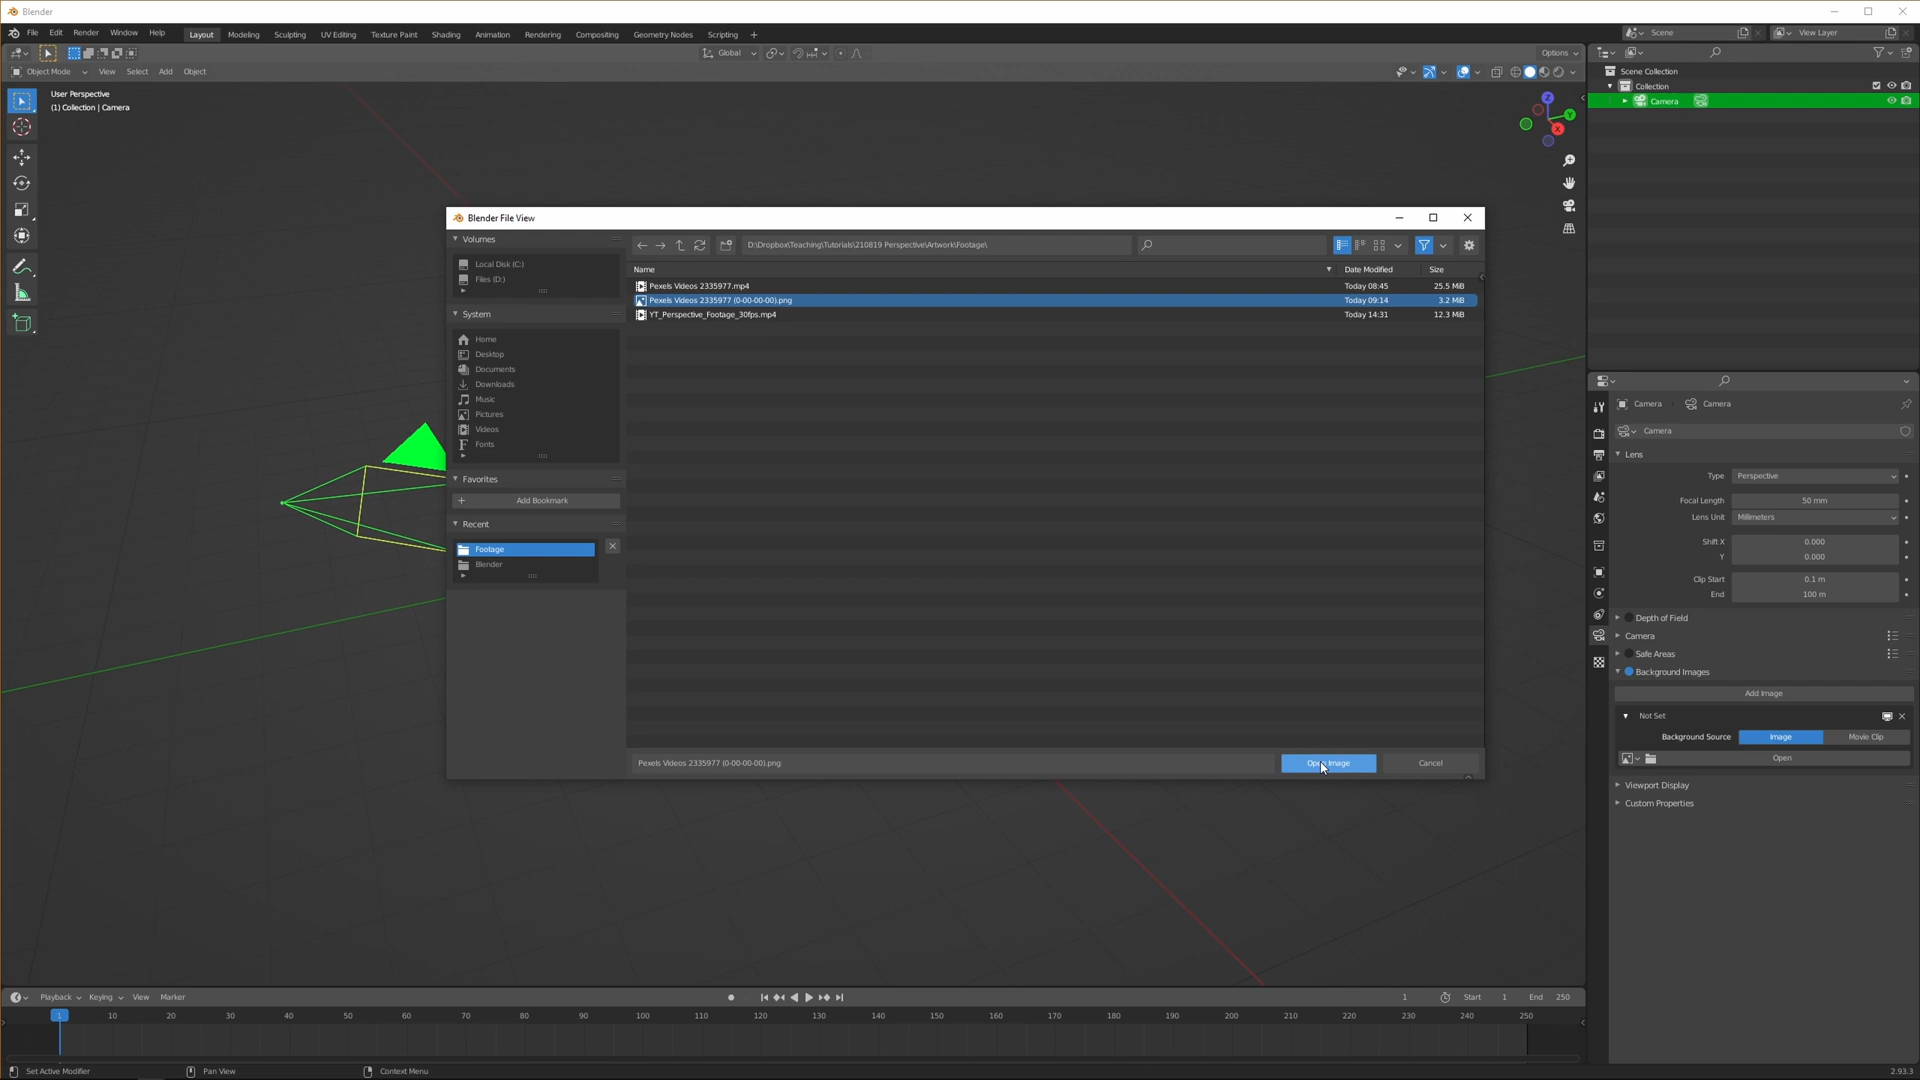 Blender
File Edit Render Window Help Layout Modeling Sculpting UV Editing Texture Paint Shading Animation Rendering Compositing Geometry Nodes Scripting + Scene View Layer
Global Options
Object Mode View Select Add Object
User Perspective
(1) Collection | Camera
Z
Y
X
Scene Collection
Collection
Camera
Blender File View
Volumes
Local Disk (C:)
Files (D:)
System
Home
Desktop
Documents
Downloads
Music
Pictures
Videos
Fonts
Favorites
Add Bookmark
Recent
Footage
Blender
D:\Dropbox\Teaching\Tutorials\210819 Perspective\Artwork\Footage\
Name Date Modified Size
Pexels Videos 2335977.mp4 Today 08:45 25.5 MiB
Pexels Videos 2335977 (0-00-00-00).png Today 09:14 3.2 MiB
YT_Perspective_Footage_30fps.mp4 Today 14:31 12.3 MiB
Pexels Videos 2335977 (0-00-00-00).png Open Image Cancel
Camera Camera
Camera
Lens
Type Perspective
Focal Length 50 mm
Lens Unit Millimeters
Shift X 0.000
Y 0.000
Clip Start 0.1 m
End 100 m
Depth of Field
Camera
Safe Areas
Background Images
Add Image
Not Set
Background Source Image Movie Clip
Open
Viewport Display
Custom Properties
Playback Keying View Marker 1 Start 1 End 250
1 10 20 30 40 50 60 70 80 90 100 110 120 130 140 150 160 170 180 190 200 210 220 230 240 250
Set Active Modifier Pan View Context Menu 2.93.3